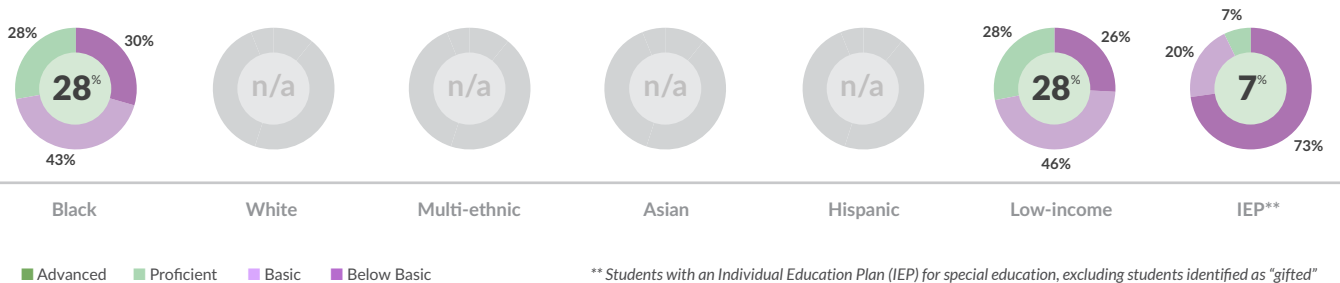 7%
28%
30%
28%
26%
20%
28%
n/a
n/a
n/a
n/a
28%
7%
73%
43%
46%
Black
White
Multi-ethnic
Asian
Hispanic
Low-income
IEP**
Advanced
Proficient
Basic
Below Basic
** Students with an Individual Education Plan (IEP) for special education, excluding students identified as “gifted”